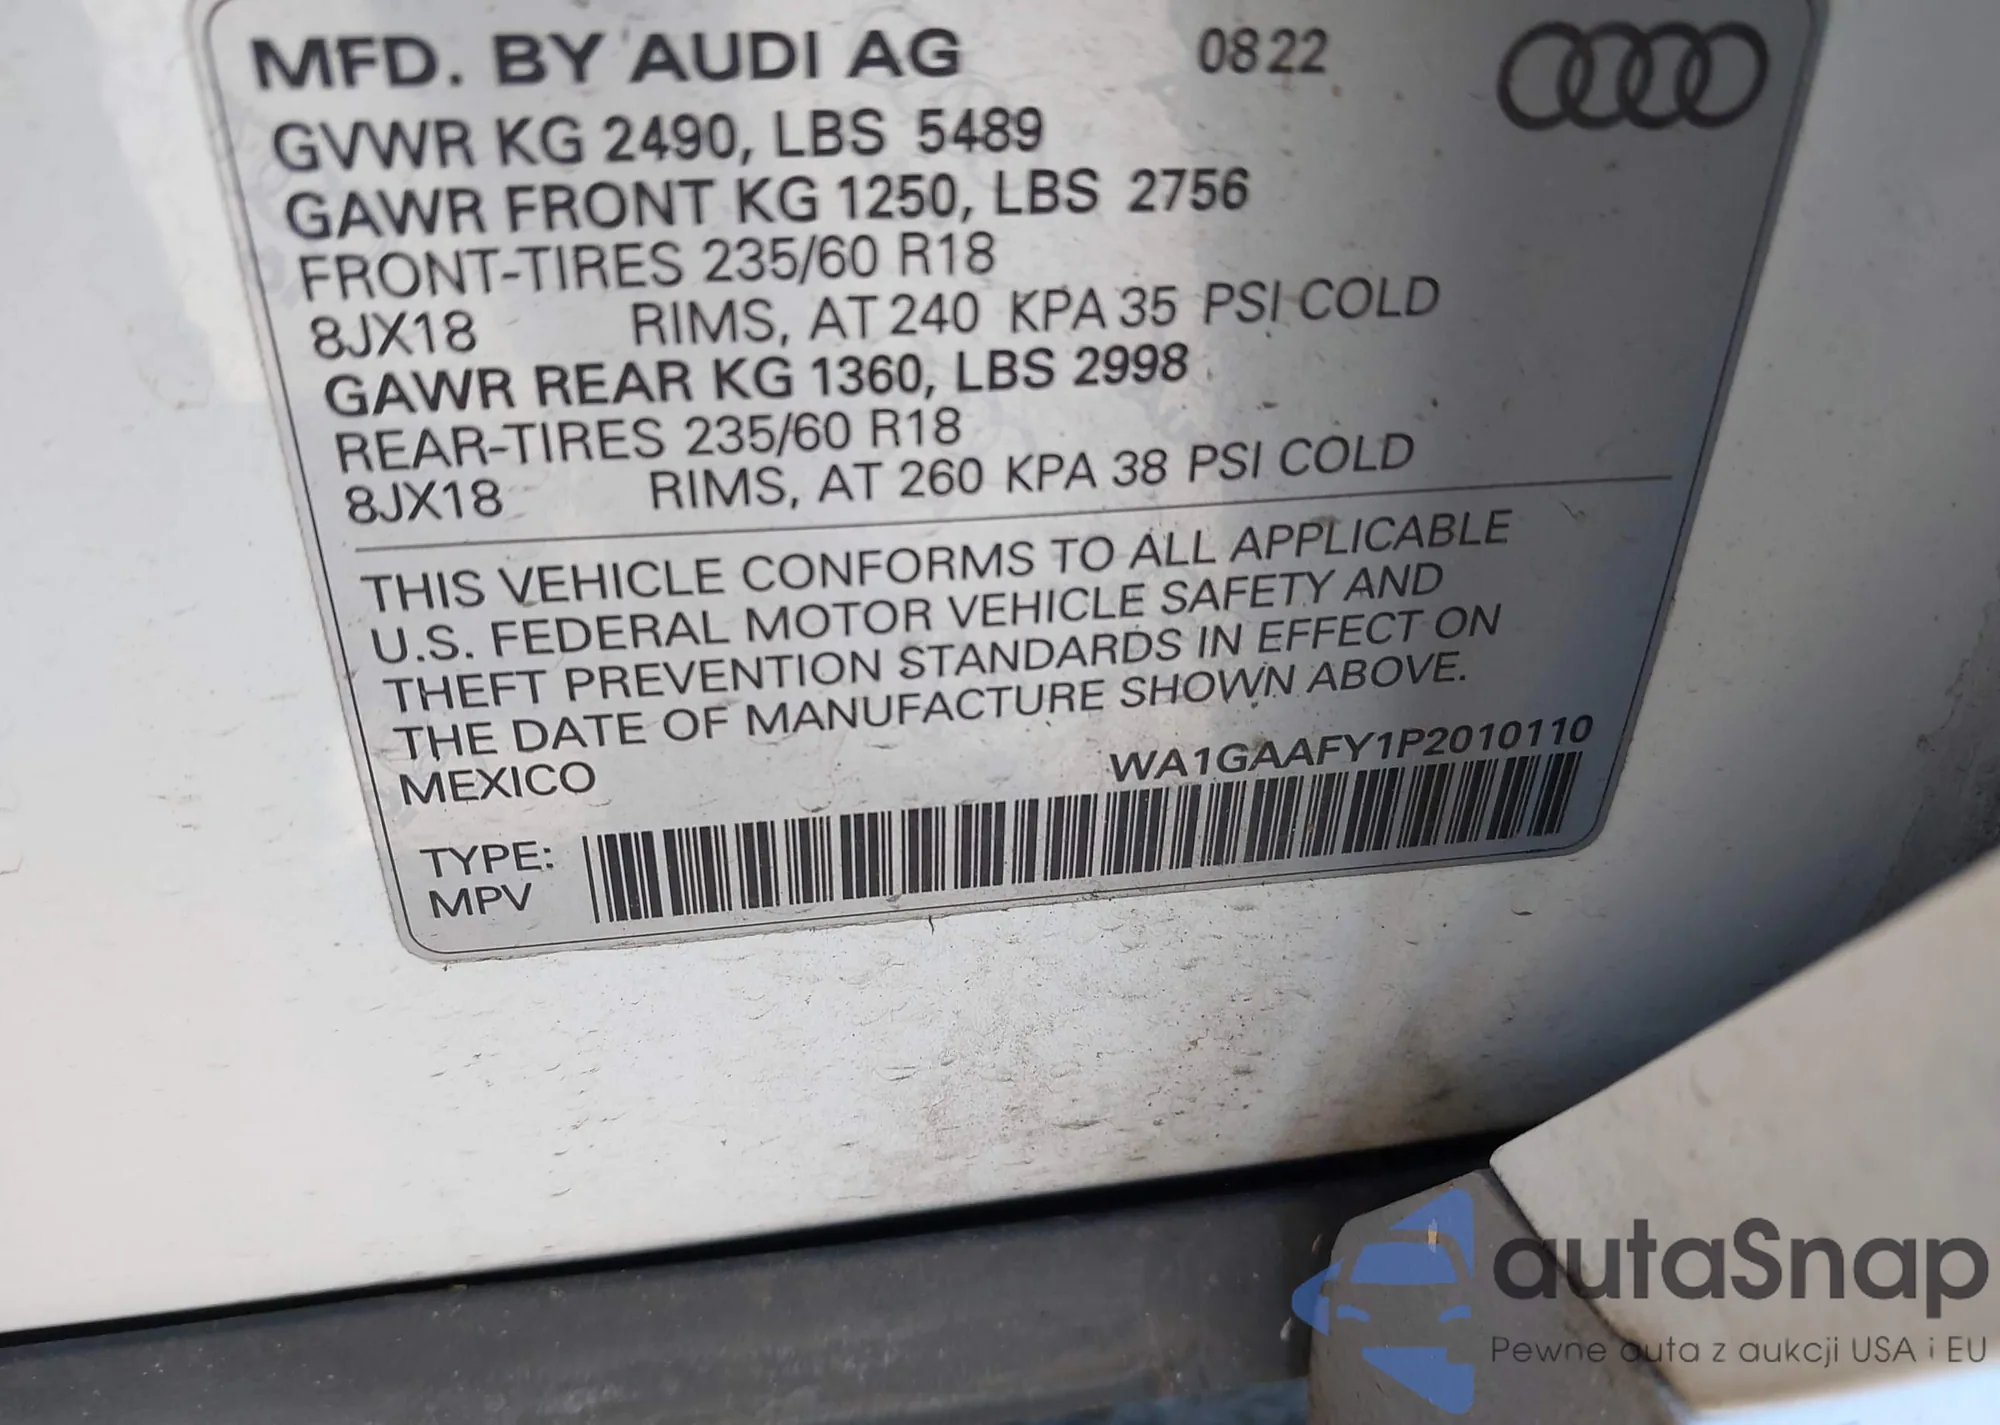 MFD. BY AUDI AG 0822
GVWR KG 2490, LBS 5489
GAWR FRONT KG 1250, LBS 2756
FRONT-TIRES 235/60 R18
8JX18 RIMS, AT 240 KPA 35 PSI COLD
GAWR REAR KG 1360, LBS 2998
REAR-TIRES 235/60 R18
8JX18 RIMS, AT 260 KPA 38 PSI COLD
THIS VEHICLE CONFORMS TO ALL APPLICABLE
U.S. FEDERAL MOTOR VEHICLE SAFETY AND
THEFT PREVENTION STANDARDS IN EFFECT ON
THE DATE OF MANUFACTURE SHOWN ABOVE.
MEXICO WA1GAAFY1P2010110
TYPE:
MPV
autaSnap
Pewne auta z aukcji USA i EU